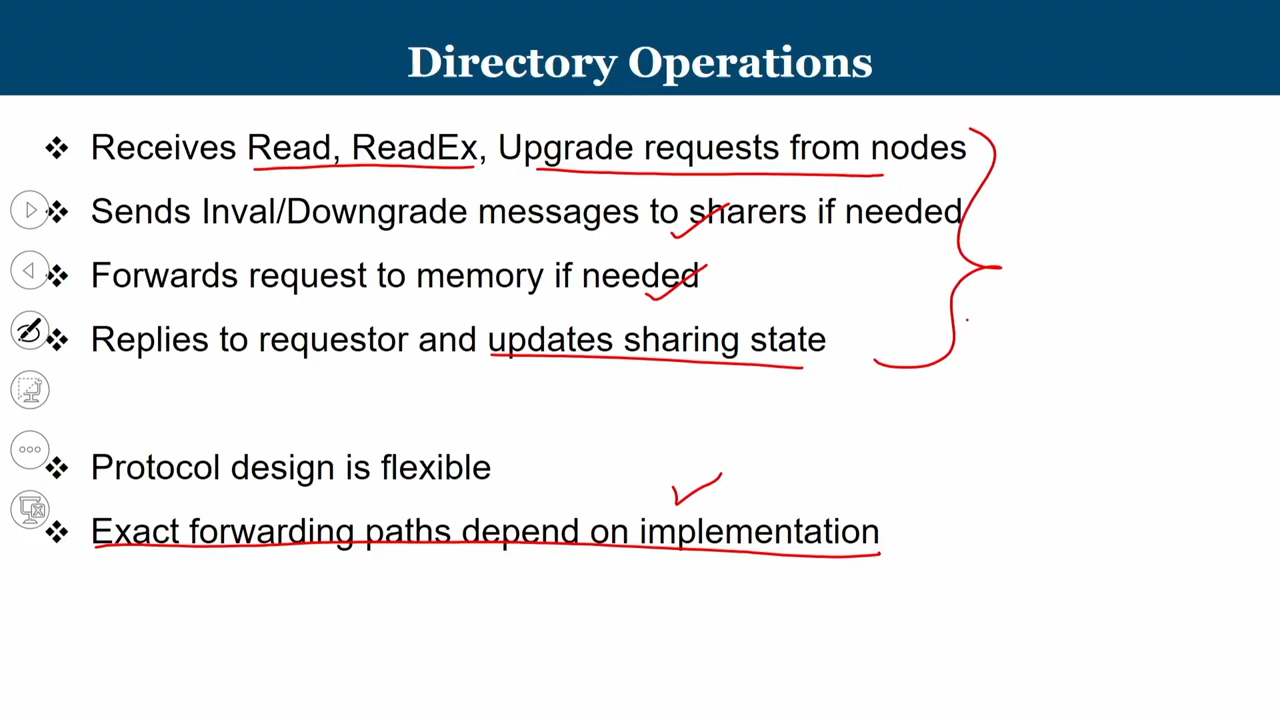 Directory Operations
❖ Receives Read, ReadEx, Upgrade requests from nodes
❖ Sends Inval/Downgrade messages to sharers if needed
❖ Forwards request to memory if needed
❖ Replies to requestor and updates sharing state
❖ Protocol design is flexible
❖ Exact forwarding paths depend on implementation